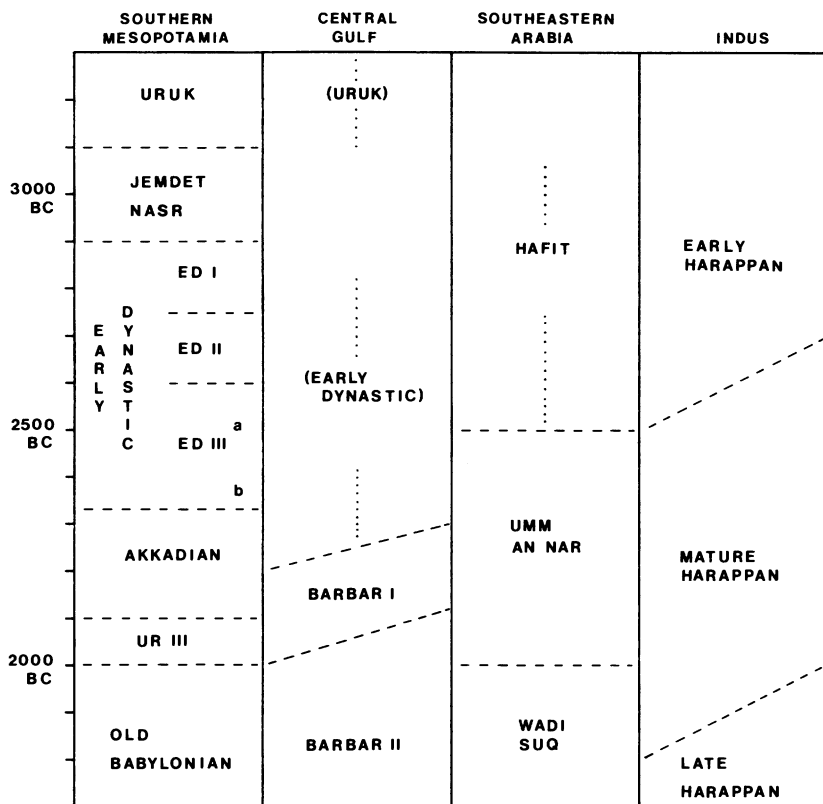 SOUTHERN MESOPOTAMIA
CENTRAL GULF
SOUTHEASTERN ARABIA
INDUS
3000 BC
2500 BC
2000 BC
URUK
JEMDET
NASR
EARLY
DYNASTIC
ED I
ED II
ED III
a
b
AKKADIAN
UR III
OLD
BABYLONIAN
(URUK)
(EARLY
DYNASTIC)
BARBAR I
BARBAR II
HAFIT
UMM
AN NAR
WADI
SUQ
EARLY
HARAPPAN
MATURE
HARAPPAN
LATE
HARAPPAN